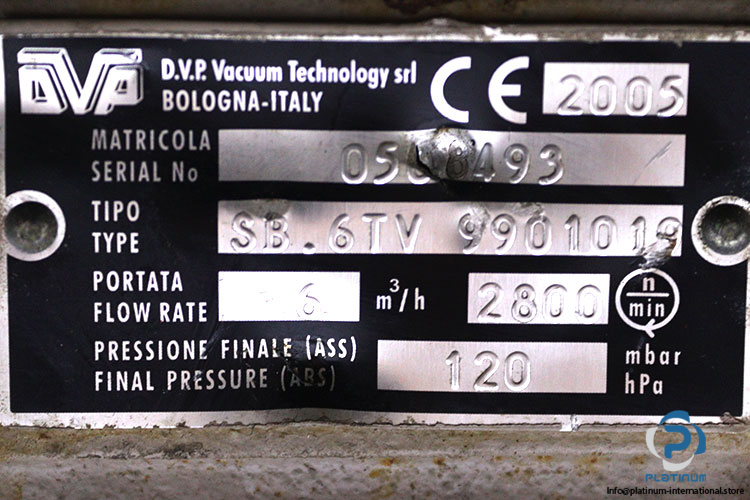 DVP
D.V.P. Vacuum Technology srl
BOLOGNA-ITALY
CE 2005
MATRICOLA
SERIAL No
TIPO
TYPE
SB.6TV
PORTATA
FLOW RATE
6 m³/h 2800 n/min
PRESSIONE FINALE (ASS)
FINAL PRESSURE (ABS)
120 mbar
hPa
PLATINUM
Info@platinum-international.store